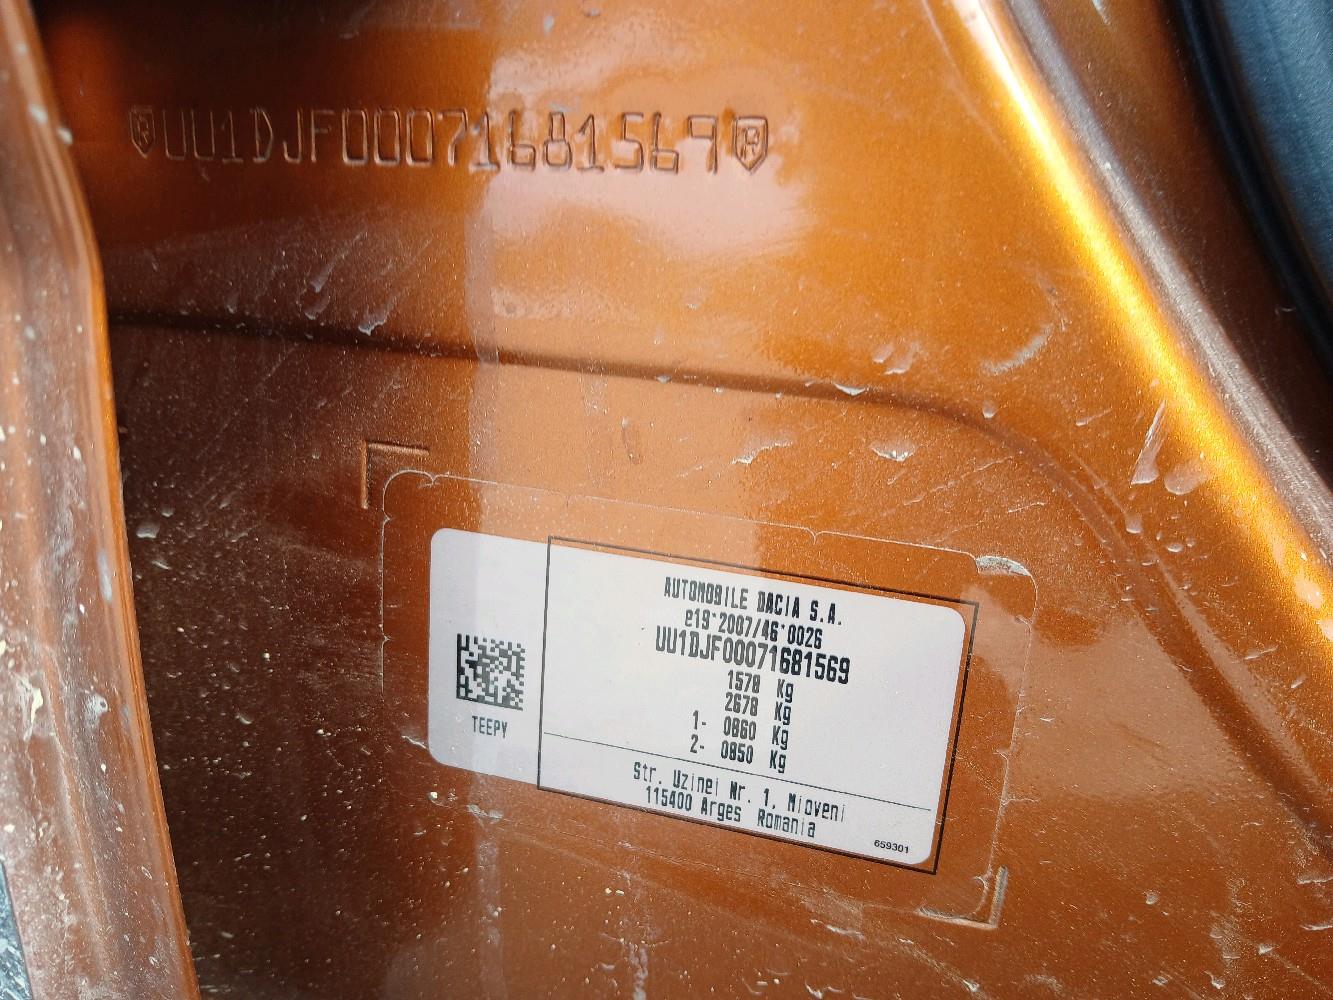 UU1DJF00071681569
AUTOMOBILE DACIA S.A.
e19*2007/46*0026
UU1DJF00071681569
1578 Kg
2678 Kg
1- 0860 Kg
2- 0850 Kg
TEEPY
Str. Uzinei Nr. 1, Mioveni
115400 Arges Romania
659301